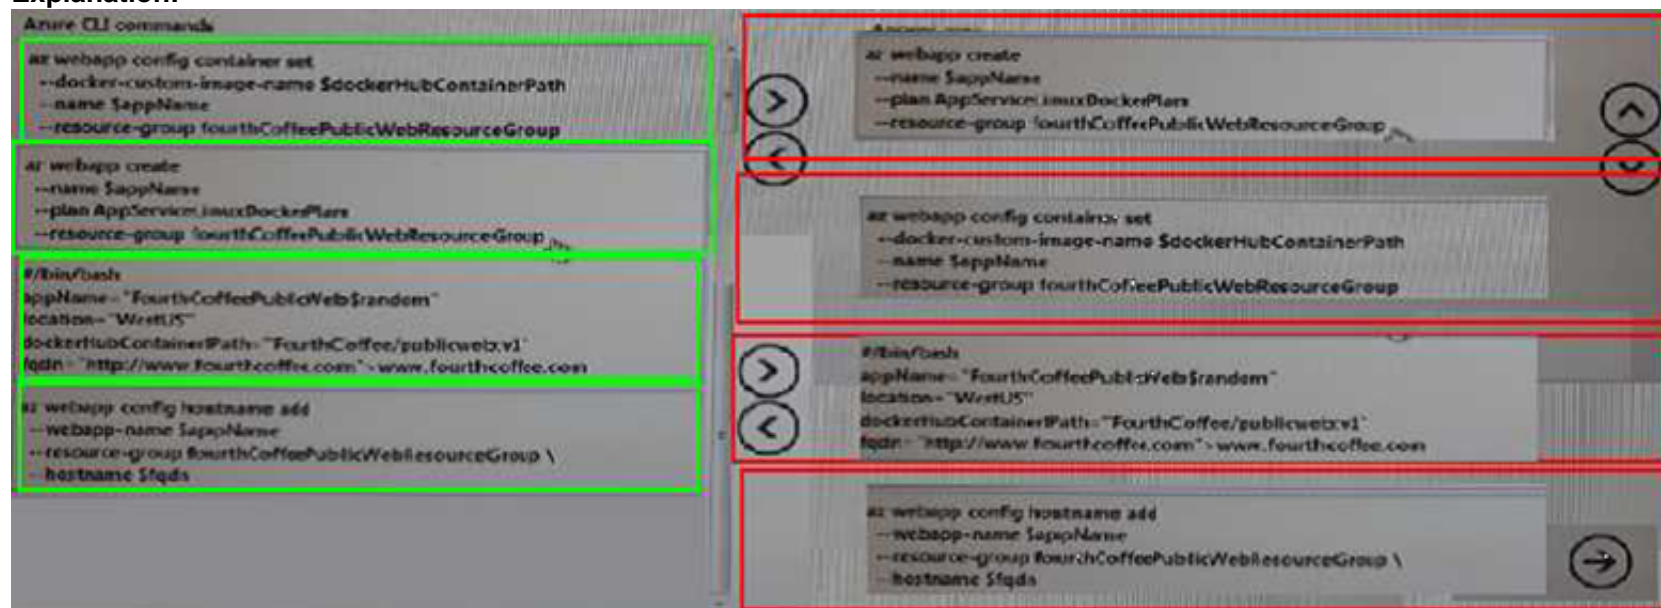 Explanation:
Azure CLI commands
az webapp config container set
--docker-custom-image-name $dockerHubContainerPath
--name $appName
--resource-group fourthCoffeePublicWebResourceGroup
az webapp create
--name $appName
--plan AppServiceLinuxDockerPlan
--resource-group fourthCoffeePublicWebResourceGroup
#/bin/bash
appName="FourthCoffeePublicWeb$random"
location="WestUS"
dockerHubContainerPath="FourthCoffee/publicweb:v1"
fqdn="http://www.fourthcoffee.com">www.fourthcoffee.com
az webapp config hostname add
--webapp-name $appName
--resource-group fourthCoffeePublicWebResourceGroup \
--hostname $fqdn
az webapp create
--name $appName
--plan AppServiceLinuxDockerPlan
--resource-group fourthCoffeePublicWebResourceGroup
az webapp config container set
--docker-custom-image-name $dockerHubContainerPath
--name $appName
--resource-group fourthCoffeePublicWebResourceGroup
#/bin/bash
appName="FourthCoffeePublicWeb$random"
location="WestUS"
dockerHubContainerPath="FourthCoffee/publicweb:v1"
fqdn="http://www.fourthcoffee.com">www.fourthcoffee.com
az webapp config hostname add
--webapp-name $appName
--resource-group fourthCoffeePublicWebResourceGroup \
--hostname $fqdn